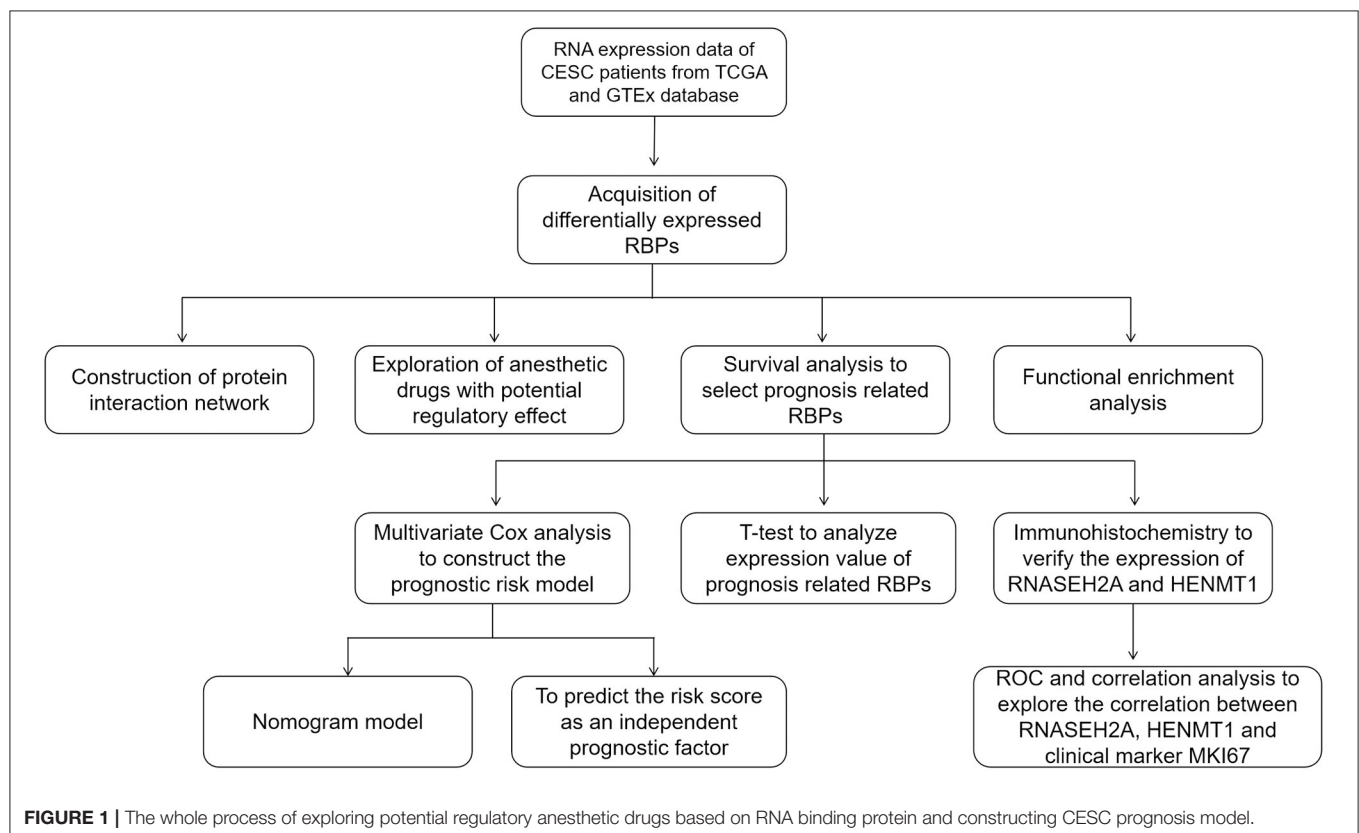 RNA expression data of
CESC patients from TCGA
and GTEx database
Acquisition of
differentially expressed
RBPs
Construction of protein
interaction network
Exploration of anesthetic
drugs with potential
regulatory effect
Survival analysis to
select prognosis related
RBPs
Functional enrichment
analysis
Multivariate Cox analysis
to construct the
prognostic risk model
T-test to analyze
expression value of
prognosis related RBPs
Immunohistochemistry to
verify the expression of
RNASEH2A and HENMT1
Nomogram model
To predict the risk score
as an independent
prognostic factor
ROC and correlation analysis to
explore the correlation between
RNASEH2A, HENMT1 and
clinical marker MKI67
FIGURE 1 | The whole process of exploring potential regulatory anesthetic drugs based on RNA binding protein and constructing CESC prognosis model.